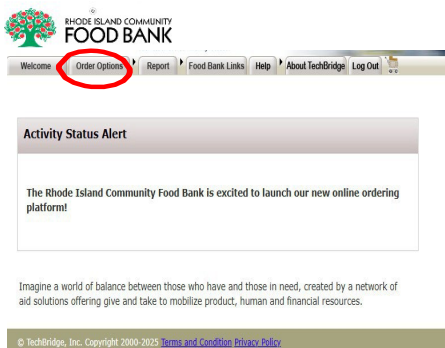 RHODE ISLAND COMMUNITY
FOOD BANK
Welcome Order Options Report Food Bank Links Help About TechBridge Log Out
Activity Status Alert
The Rhode Island Community Food Bank is excited to launch our new online ordering
platform!
Imagine a world of balance between those who have and those in need, created by a network of
aid solutions offering give and take to mobilize product, human and financial resources.
© TechBridge, Inc. Copyright 2000-2025 Terms and Condition Privacy Policy